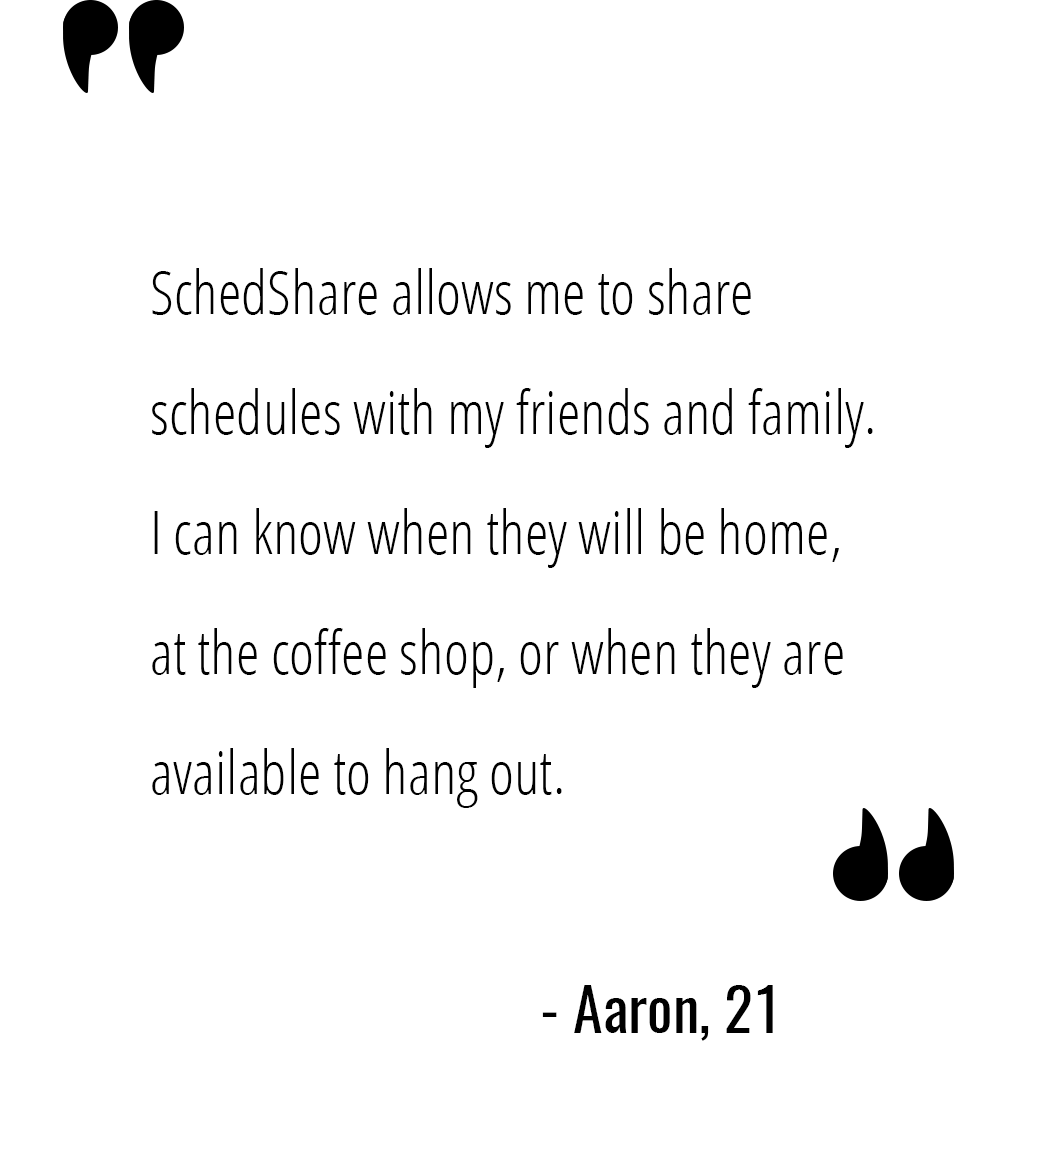 "
SchedShare allows me to share
schedules with my friends and family.
I can know when they will be home,
at the coffee shop, or when they are
available to hang out.
"
- Aaron, 21